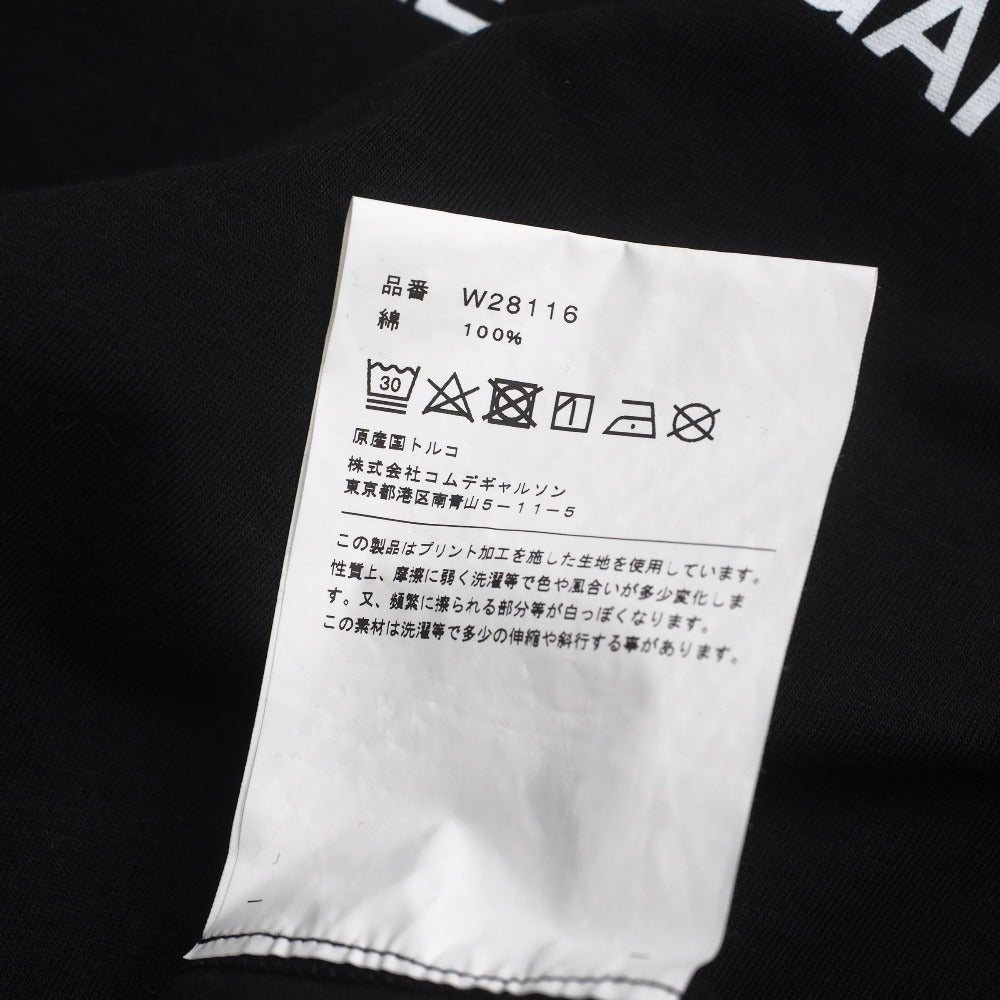 GA
品番 W28116
綿 100%
30
原産国トルコ
株式会社コムデギャルソン
東京都港区南青山5-11-5
この製品はプリント加工を施した生地を使用しています。
性質上、摩擦に弱く洗濯等で色や風合いが多少変化しま
す。又、頻繁に擦られる部分等が白っぽくなります。
この素材は洗濯等で多少の伸縮や斜行する事があります。